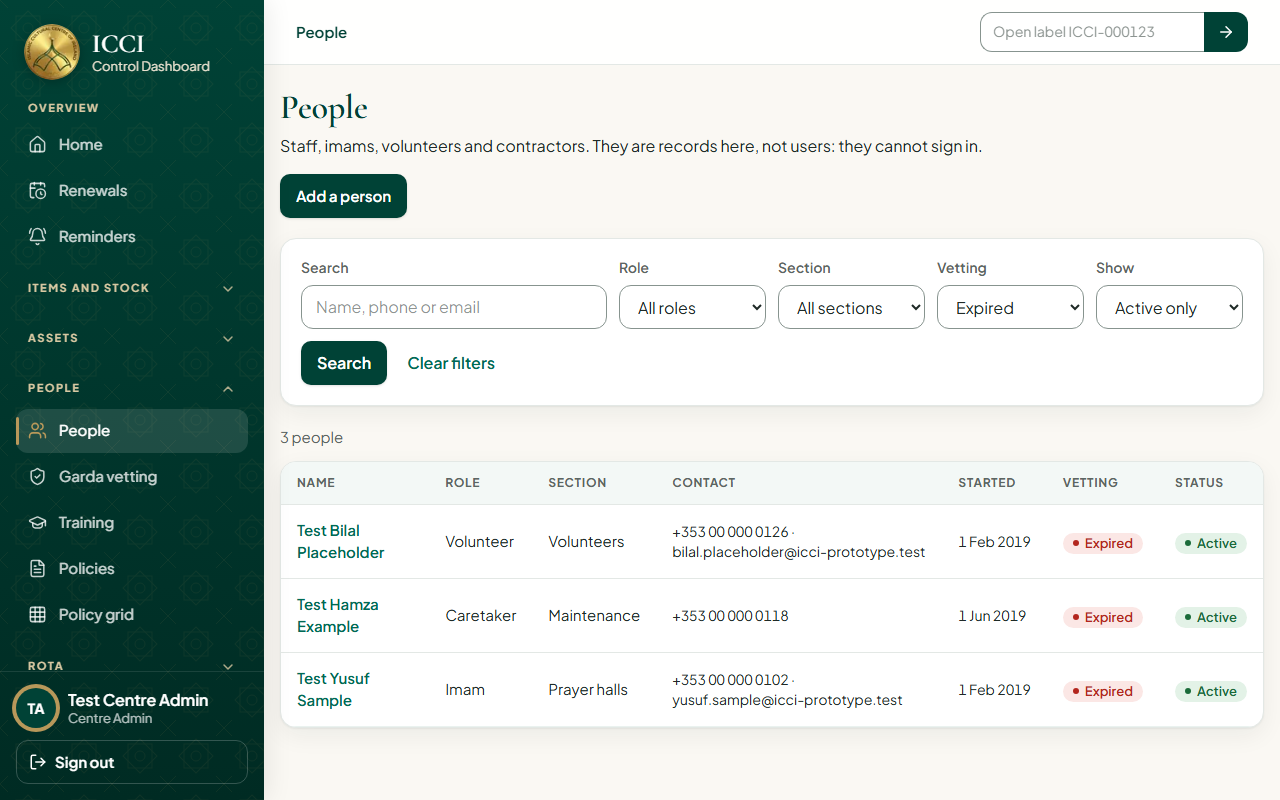 ICCI
Control Dashboard
OVERVIEW
Home
Renewals
Reminders
ITEMS AND STOCK
ASSETS
PEOPLE
People
Garda vetting
Training
Policies
Policy grid
ROTA
TA
Test Centre Admin
Centre Admin
Sign out
People
Open label ICCI-000123
People
Staff, imams, volunteers and contractors. They are records here, not users: they cannot sign in.
Add a person
Search Role Section Vetting Show
Name, phone or email All roles All sections Expired Active only
Search Clear filters
3 people
NAME ROLE SECTION CONTACT STARTED VETTING STATUS
Test Bilal Placeholder Volunteer Volunteers +353 00 000 0126 · bilal.placeholder@icci-prototype.test 1 Feb 2019 Expired Active
Test Hamza Example Caretaker Maintenance +353 00 000 0118 1 Jun 2019 Expired Active
Test Yusuf Sample Imam Prayer halls +353 00 000 0102 · yusuf.sample@icci-prototype.test 1 Feb 2019 Expired Active